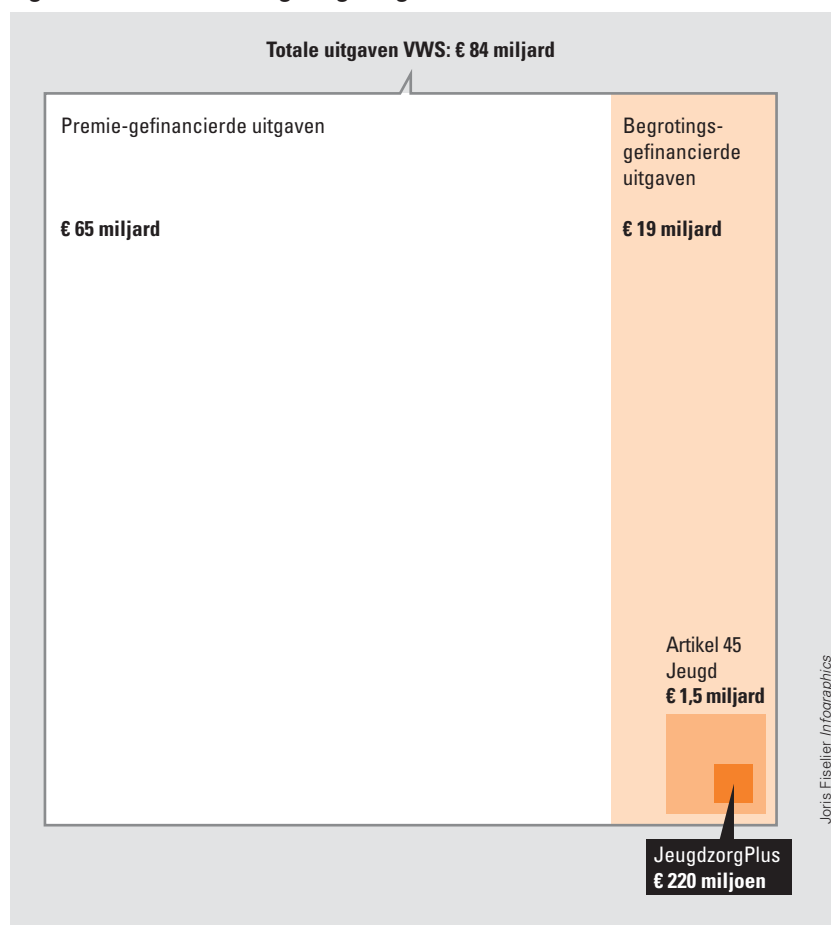 Totale uitgaven VWS: € 84 miljard
Premie-gefinancierde uitgaven
€ 65 miljard
Begrotings-
gefinancierde
uitgaven
€ 19 miljard
Artikel 45
Jeugd
€ 1,5 miljard
JeugdzorgPlus
€ 220 miljoen
Joris Fiselier Infographics